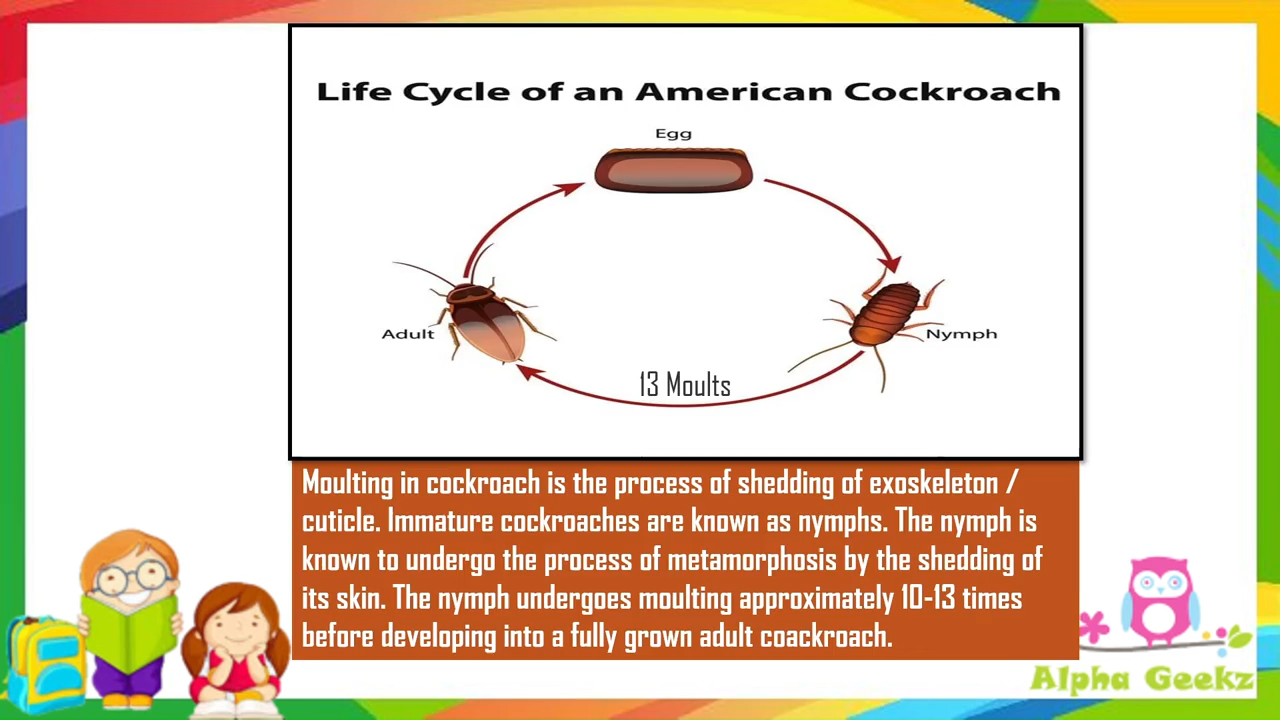 Life Cycle of an American Cockroach
Egg
Adult
Nymph
13 Moults
Moulting in cockroach is the process of shedding of exoskeleton /
cuticle. Immature cockroaches are known as nymphs. The nymph is
known to undergo the process of metamorphosis by the shedding of
its skin. The nymph undergoes moulting approximately 10-13 times
before developing into a fully grown adult coackroach.
Alpha Geekz